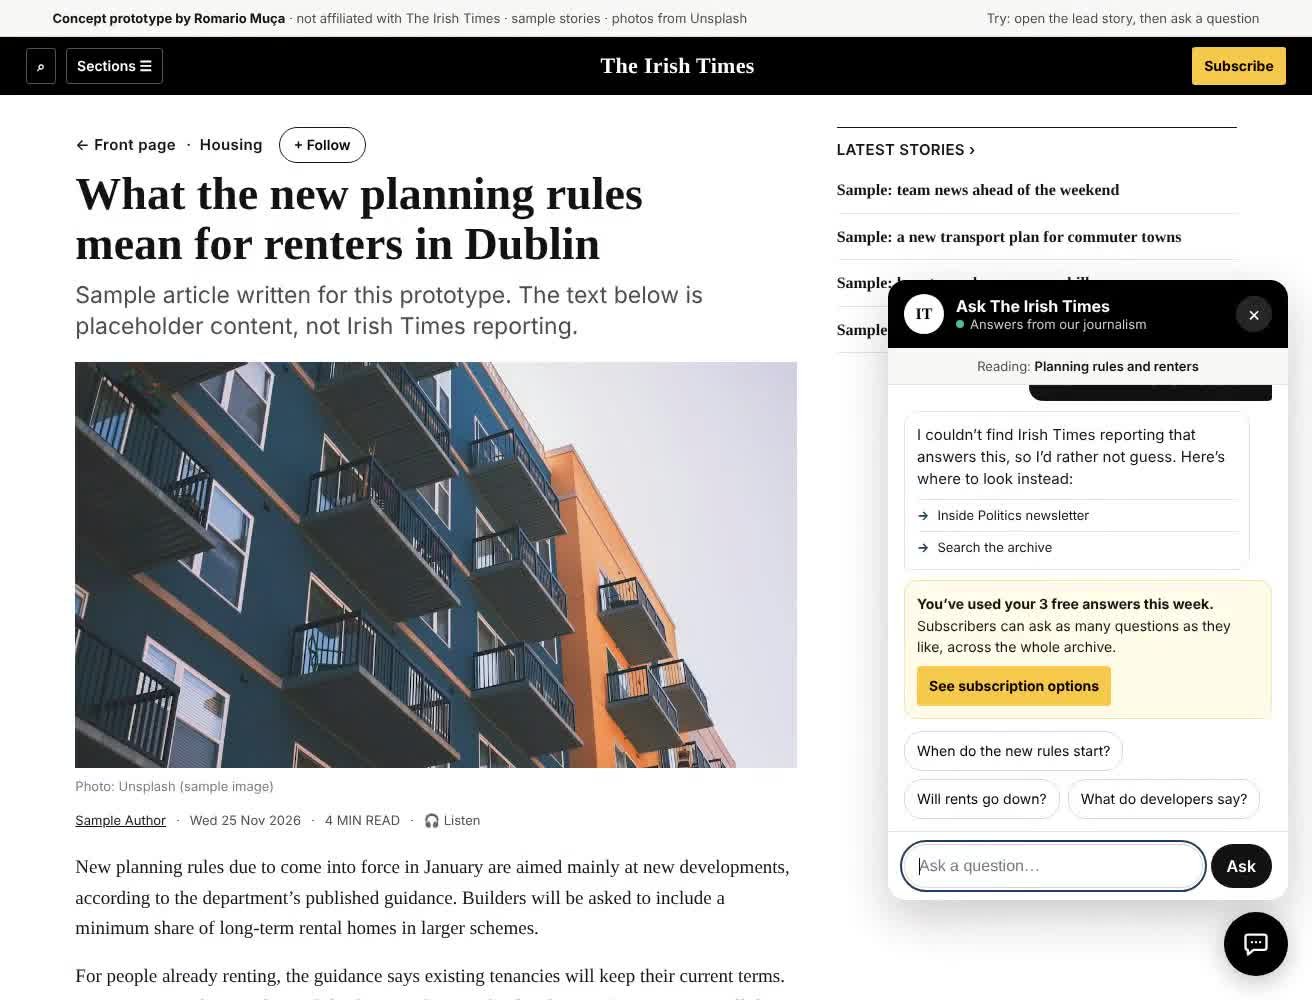 Concept prototype by Romario Muça · not affiliated with The Irish Times · sample stories · photos from Unsplash
Try: open the lead story, then ask a question
Sections ☰
The Irish Times
Subscribe
← Front page · Housing
+ Follow
What the new planning rules
mean for renters in Dublin
Sample article written for this prototype. The text below is
placeholder content, not Irish Times reporting.
Photo: Unsplash (sample image)
Sample Author · Wed 25 Nov 2026 · 4 MIN READ · 🎧 Listen
New planning rules due to come into force in January are aimed mainly at new developments,
according to the department’s published guidance. Builders will be asked to include a
minimum share of long-term rental homes in larger schemes.
For people already renting, the guidance says existing tenancies will keep their current terms.
LATEST STORIES ›
Sample: team news ahead of the weekend
Sample: a new transport plan for commuter towns
Sample:
Sample
IT
Ask The Irish Times
Answers from our journalism
×
Reading: Planning rules and renters
I couldn’t find Irish Times reporting that
answers this, so I’d rather not guess. Here’s
where to look instead:
→ Inside Politics newsletter
→ Search the archive
You’ve used your 3 free answers this week.
Subscribers can ask as many questions as they
like, across the whole archive.
See subscription options
When do the new rules start?
Will rents go down?
What do developers say?
Ask a question…
Ask